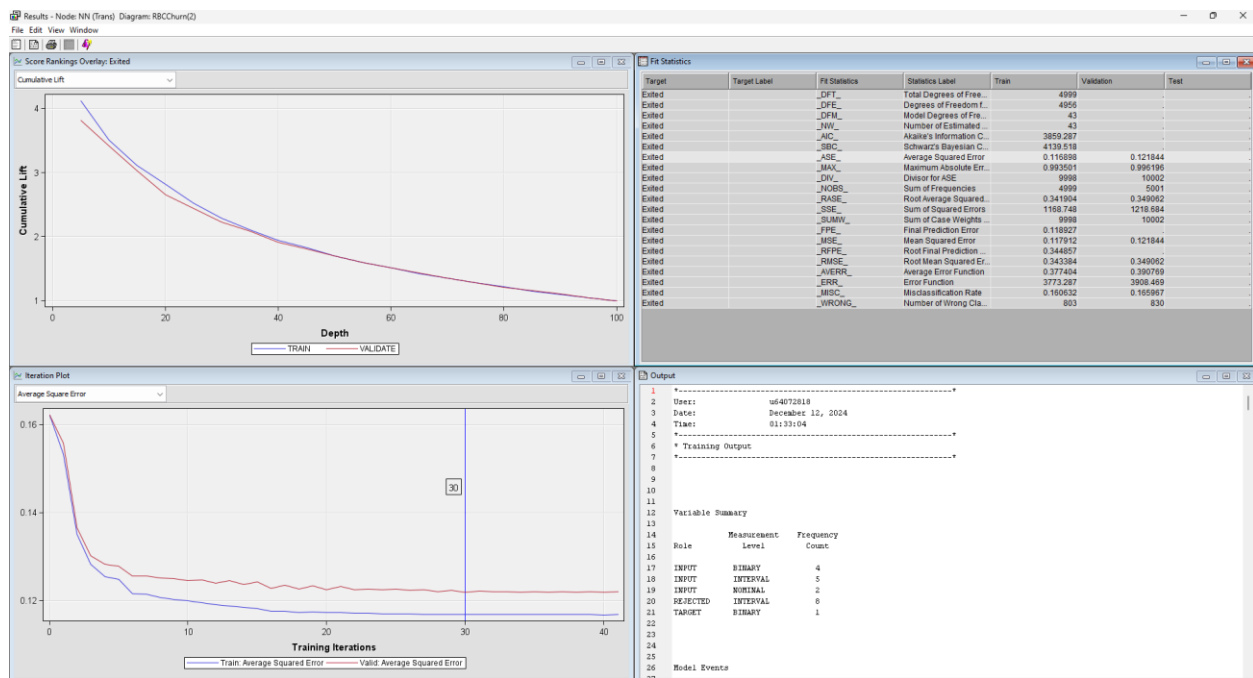 Results - Node: NN (Trans) Diagram: RBCChurn(2)
File Edit View Window
Score Rankings Overlay: Exited
Cumulative Lift
4
3
2
1
Cumulative Lift
0 20 40 60 80 100
Depth
TRAIN VALIDATE
Fit Statistics
Target Target Label Fit Statistics Statistics Label Train Validation Test
Exited _DFT_ Total Degrees of Free... 4999 .
Exited _DFE_ Degrees of Freedom f... 4956 .
Exited _DFM_ Model Degrees of Fre... 43 .
Exited _NW_ Number of Estimated ... 43 .
Exited _AIC_ Akaike's Information C... 3859.287 .
Exited _SBC_ Schwarz's Bayesian C... 4139.518 .
Exited _ASE_ Average Squared Error 0.116898 0.121844 .
Exited _MAX_ Maximum Absolute Err... 0.993501 0.996196 .
Exited _DIV_ Divisor for ASE 9998 10002 .
Exited _NOBS_ Sum of Frequencies 4999 5001 .
Exited _RASE_ Root Average Squared... 0.341904 0.349062 .
Exited _SSE_ Sum of Squared Errors 1168.748 1218.684 .
Exited _SUMW_ Sum of Case Weights ... 9998 10002 .
Exited _FPE_ Final Prediction Error 0.118927 .
Exited _MSE_ Mean Squared Error 0.117912 0.121844 .
Exited _RFPE_ Root Final Prediction ... 0.344857 .
Exited _RMSE_ Root Mean Squared Er... 0.343384 0.349062 .
Exited _AVERR_ Average Error Function 0.377404 0.390769 .
Exited _ERR_ Error Function 3773.287 3908.469 .
Exited _MISC_ Misclassification Rate 0.160632 0.165967 .
Exited _WRONG_ Number of Wrong Cla... 803 830 .
Iteration Plot
Average Square Error
0.16
0.14
0.12
Average Squared Error
30
0 10 20 30 40
Training Iterations
Train: Average Squared Error Valid: Average Squared Error
Output
1 *------------------------------------------------------------*
2 User: u64072818
3 Date: December 12, 2024
4 Time: 01:33:04
5 *------------------------------------------------------------*
6 * Training Output
7 *------------------------------------------------------------*
8
9
10
11
12 Variable Summary
13
14 Measurement Frequency
15 Role Level Count
16
17 INPUT BINARY 4
18 INPUT INTERVAL 5
19 INPUT NOMINAL 2
20 REJECTED INTERVAL 8
21 TARGET BINARY 1
22
23
24
25
26 Model Events